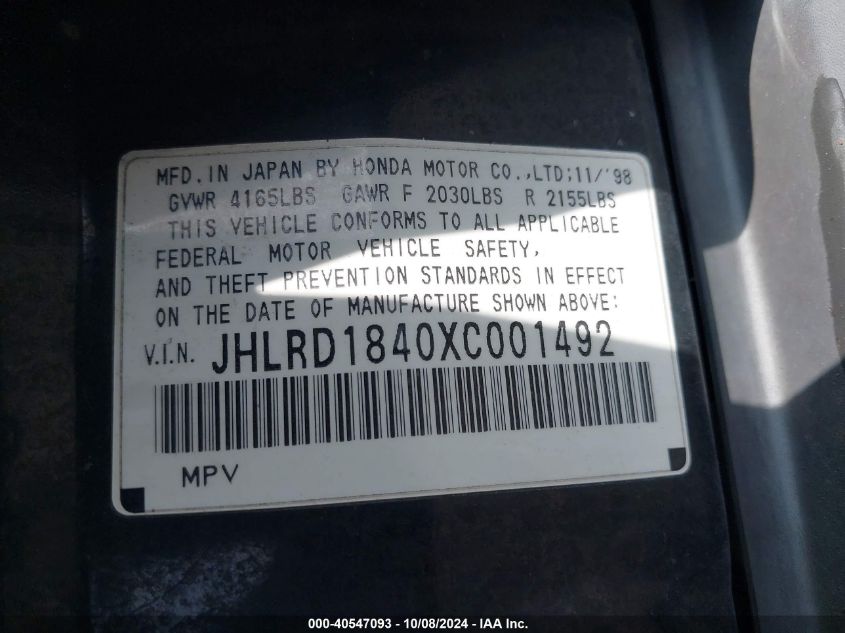 MFD. IN JAPAN BY HONDA MOTOR CO., LTD; 11/'98
GVWR 4165LBS GAWR F 2030LBS R 2155LBS
THIS VEHICLE CONFORMS TO ALL APPLICABLE
FEDERAL MOTOR VEHICLE SAFETY,
AND THEFT PREVENTION STANDARDS IN EFFECT
ON THE DATE OF MANUFACTURE SHOWN ABOVE:
V.I.N. JHLRD1840XC001492
MPV
000-40547093 - 10/08/2024 - IAA Inc.